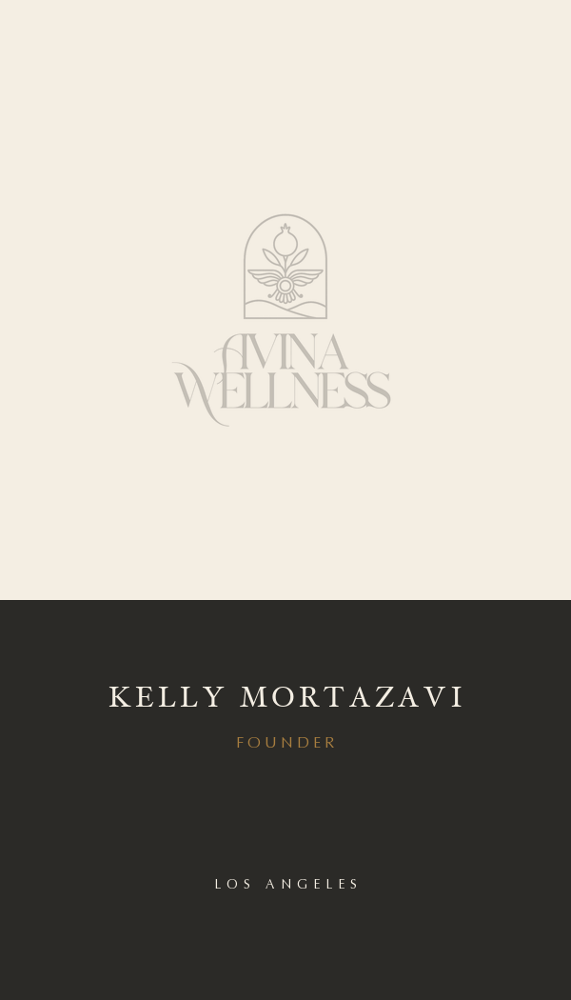 AVINA
WELLNESS
KELLY MORTAZAVI
FOUNDER
LOS ANGELES